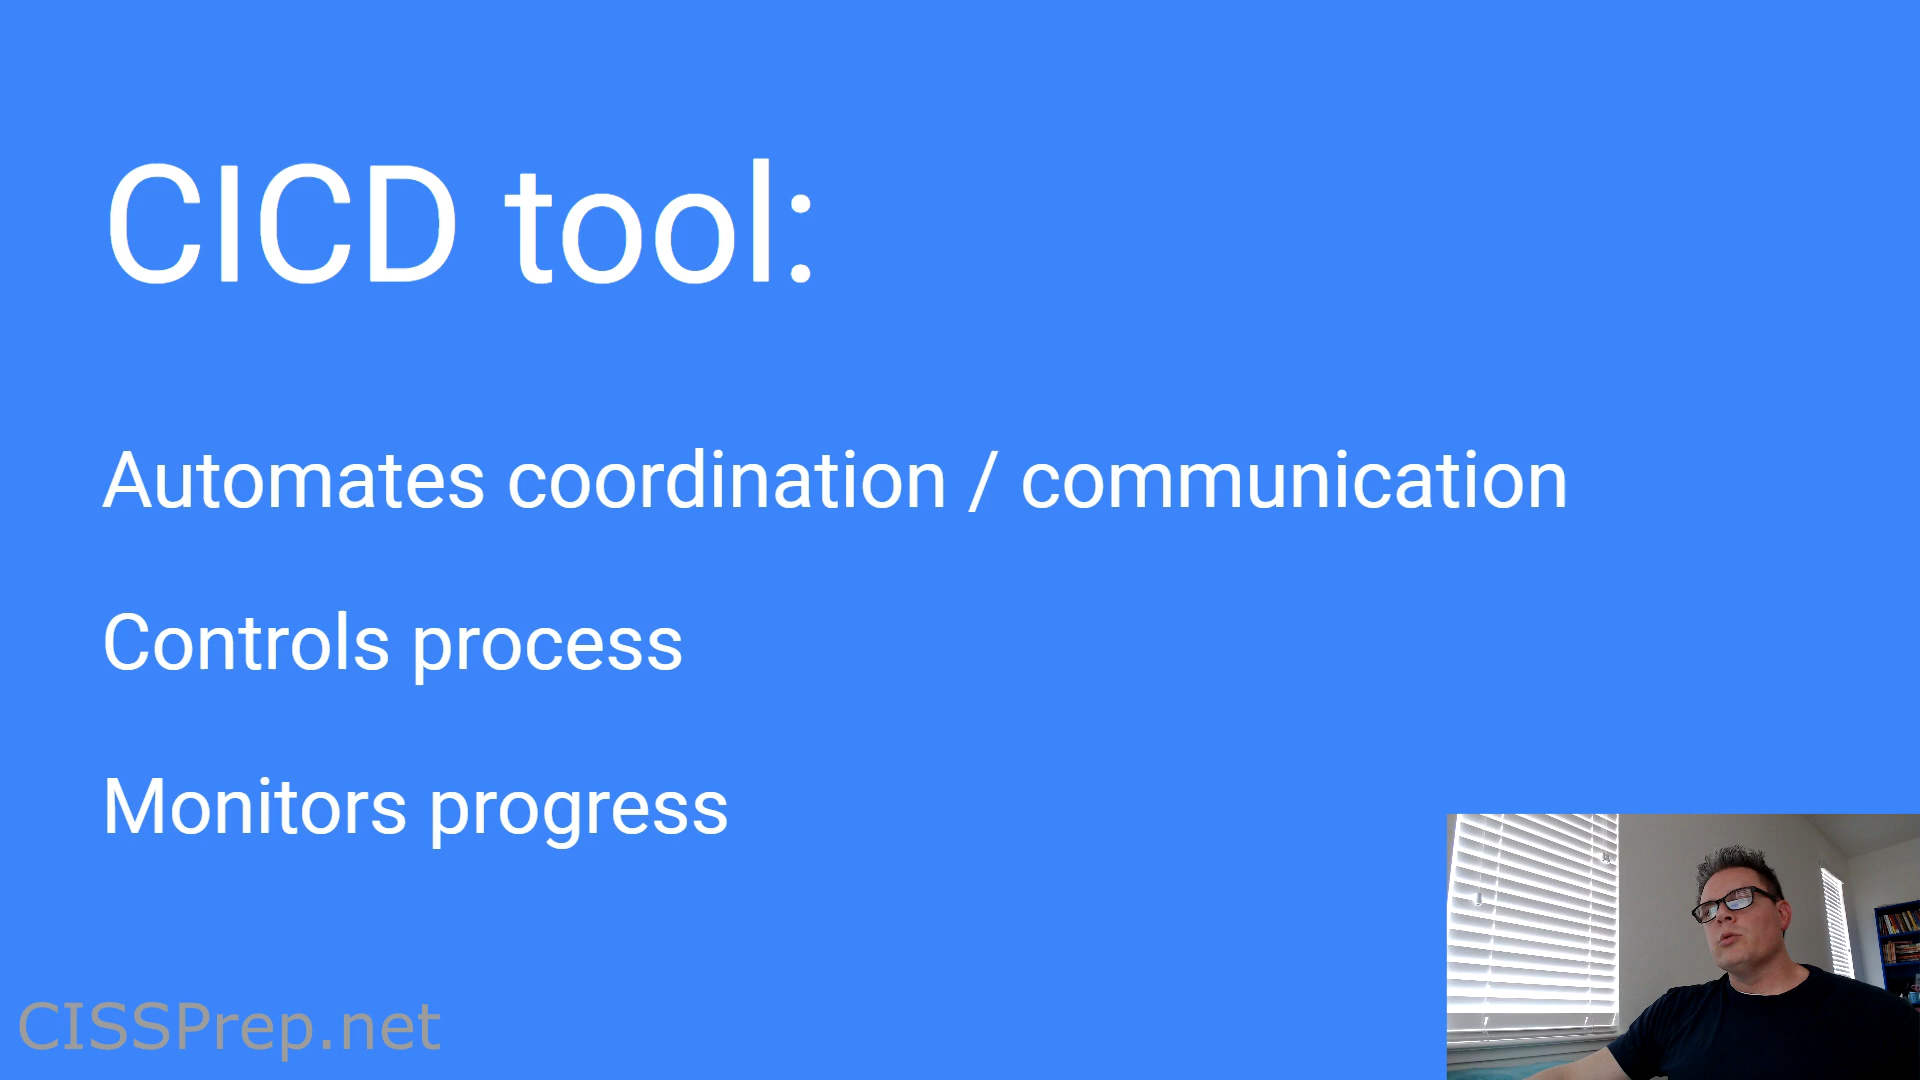 CICD tool:
Automates coordination / communication
Controls process
Monitors progress
CISSPrep.net